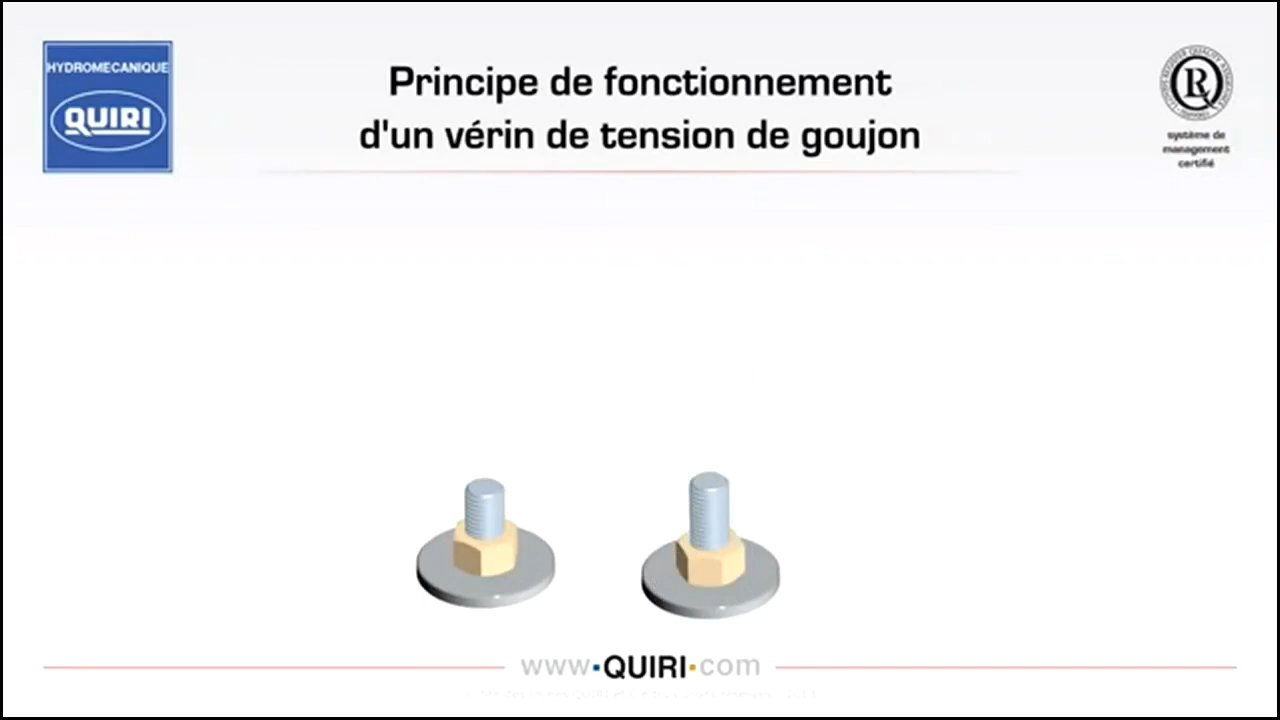 HYDROMECANIQUE
QUIRI
Principe de fonctionnement
d'un vérin de tension de goujon
système de
management
certifié
www.QUIRI.com